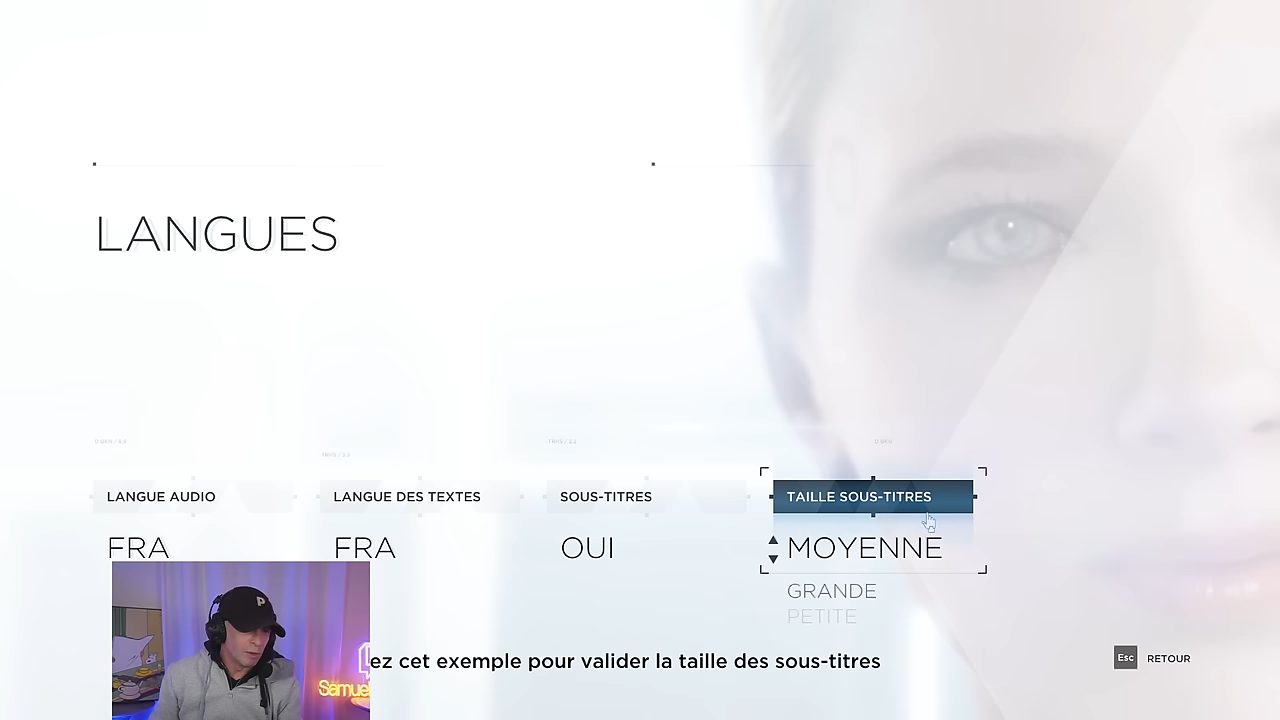 LANGUES
LANGUE AUDIO
FRA
LANGUE DES TEXTES
FRA
SOUS-TITRES
OUI
TAILLE SOUS-TITRES
MOYENNE
GRANDE
PETITE
ez cet exemple pour valider la taille des sous-titres
Samuel
Esc RETOUR